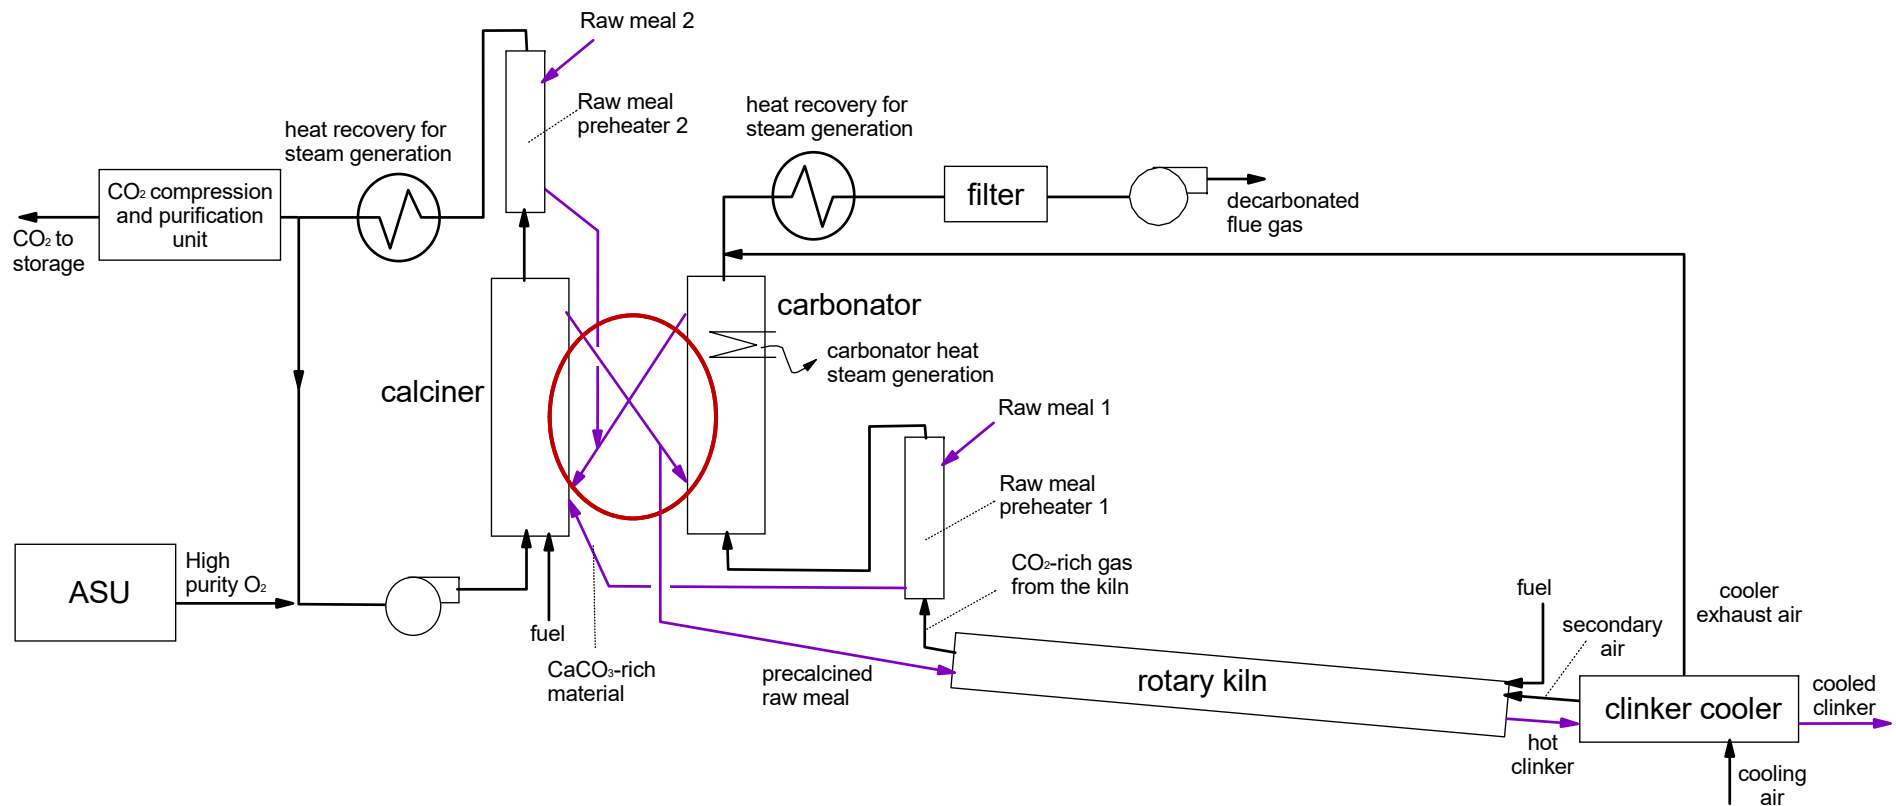 Raw meal 2
Raw meal
preheater 2
heat recovery for
steam generation
heat recovery for
steam generation
CO₂ compression
and purification
unit
filter
decarbonated
flue gas
CO₂ to
storage
carbonator
carbonator heat
steam generation
calciner
Raw meal 1
Raw meal
preheater 1
CO₂-rich gas
from the kiln
ASU
High
purity O₂
fuel
CaCO₃-rich
material
precalcined
raw meal
rotary kiln
fuel
secondary
air
cooler
exhaust air
clinker cooler
cooled
clinker
hot
clinker
cooling
air